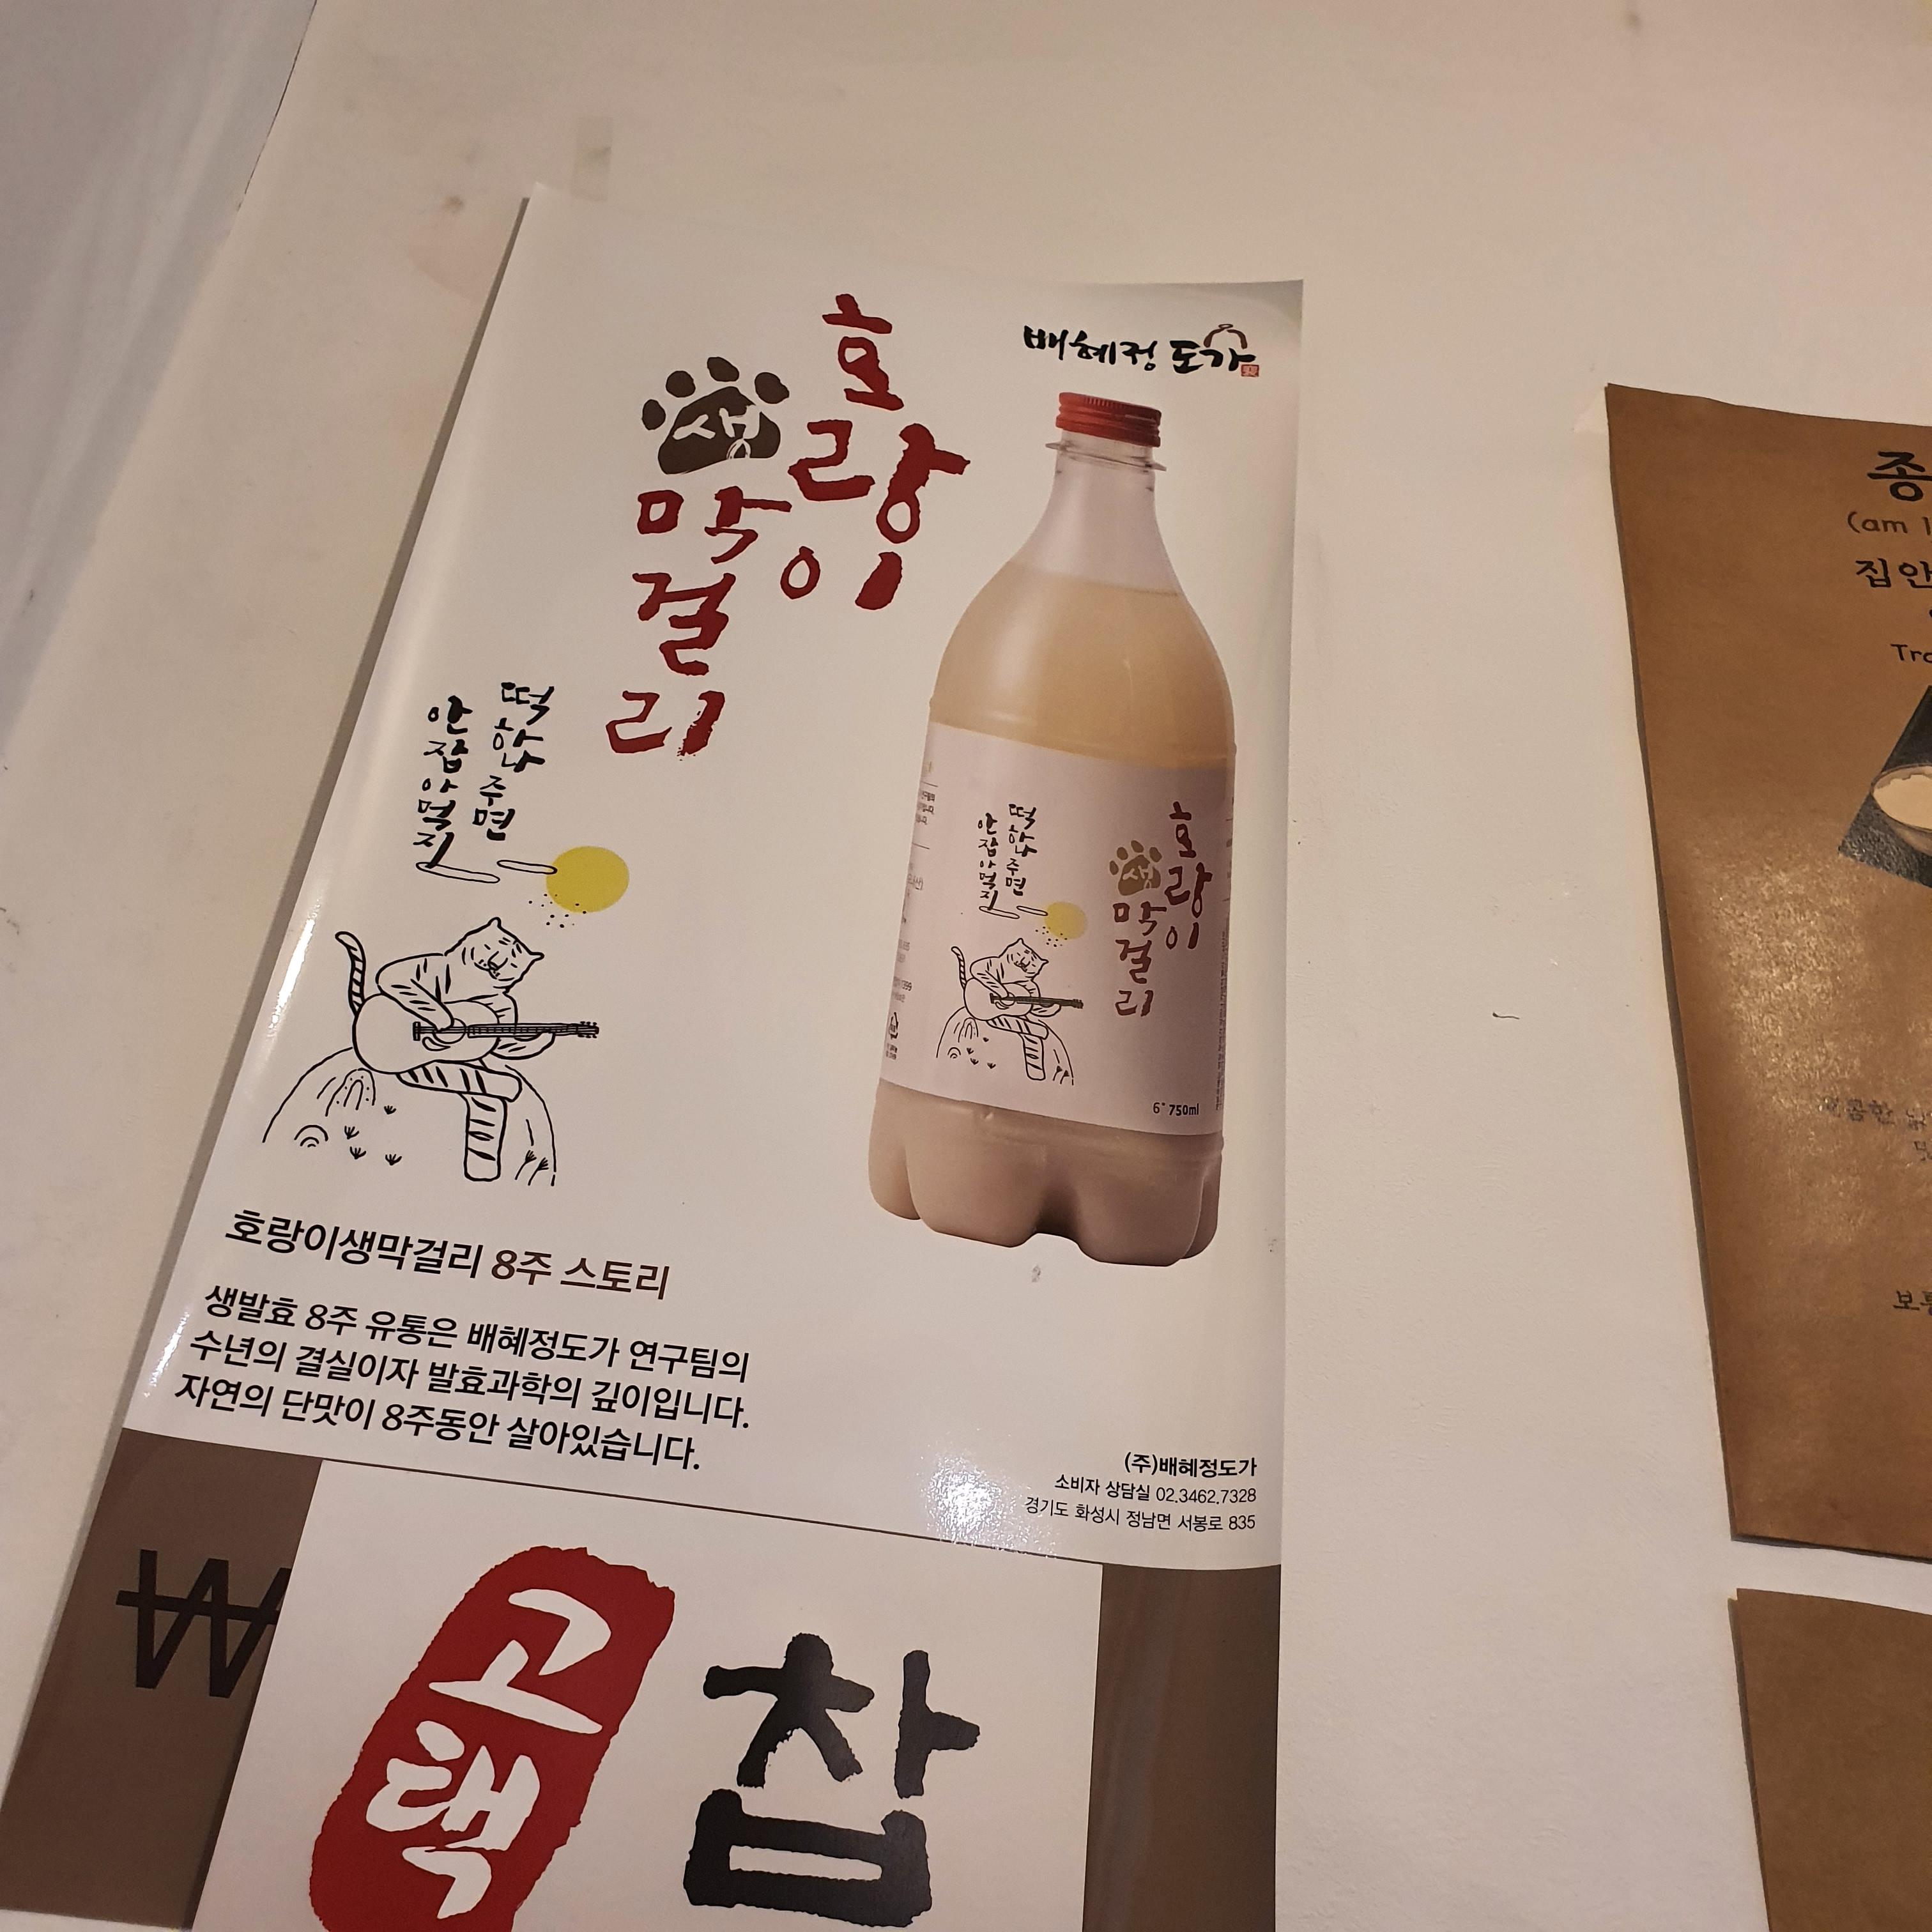 배혜정 도가
호랑이
생
막걸리
떡 하나 주면
안 잡아먹지
떡 하나 주면
안 잡아먹지
호랑이
생
막걸리
6° 750ml
호랑이생막걸리 8주 스토리
생발효 8주 유통은 배혜정도가 연구팀의
수년의 결실이자 발효과학의 깊이입니다.
자연의 단맛이 8주동안 살아있습니다.
(주)배혜정도가
소비자 상담실 02.3462.7328
경기도 화성시 정남면 서봉로 835
₩
고택
찹
종
(am
집안